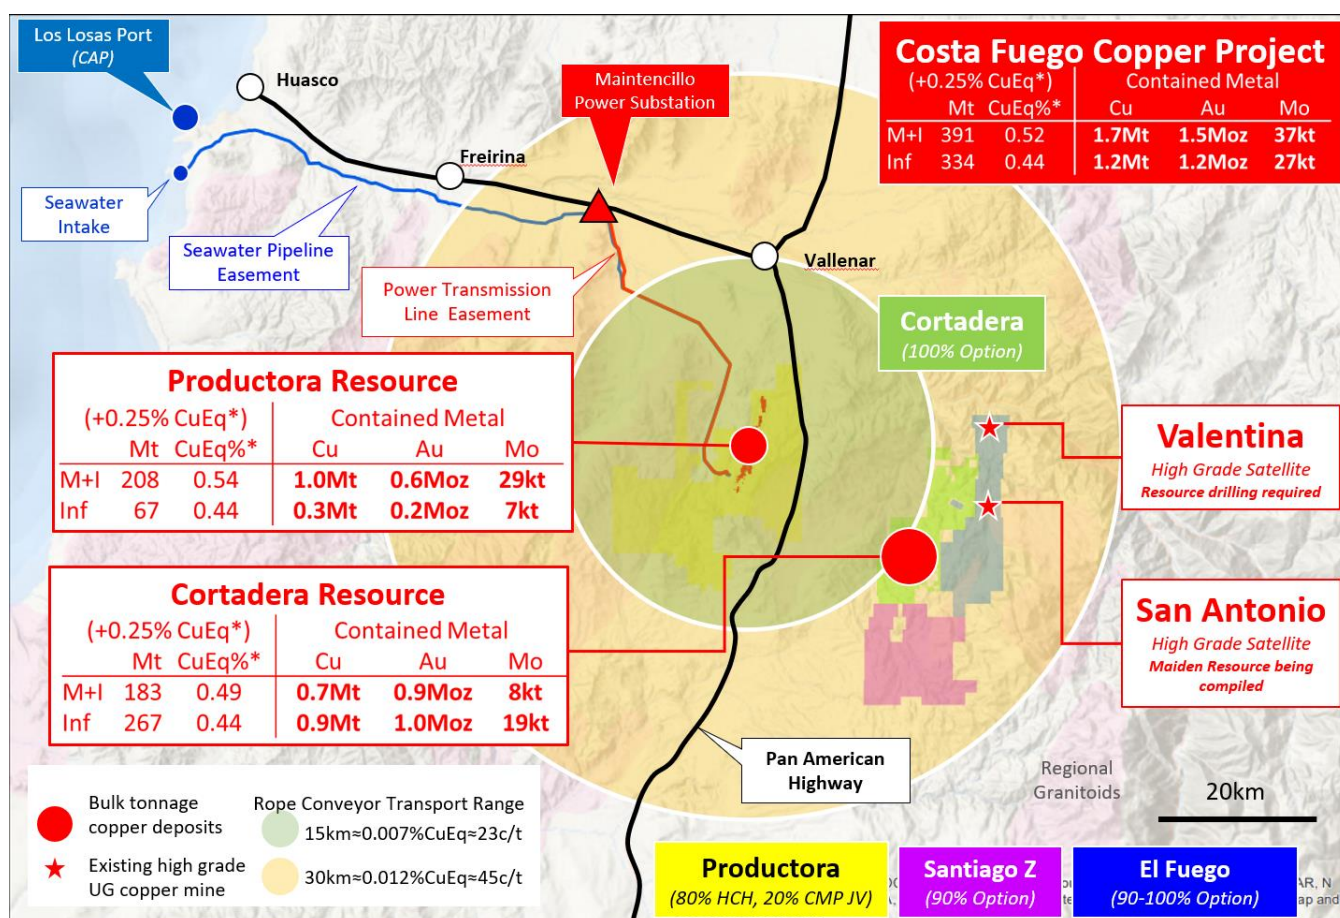 Los Losas Port
(CAP)
Huasco
Maintencillo
Power Substation
Freirina
Seawater
Intake
Seawater Pipeline
Easement
Power Transmission
Line Easement
Vallenar
Costa Fuego Copper Project
(+0.25% CuEq*) Contained Metal
Mt CuEq%* Cu Au Mo
M+I 391 0.52 1.7Mt 1.5Moz 37kt
Inf 334 0.44 1.2Mt 1.2Moz 27kt
Cortadera
(100% Option)
Productora Resource
(+0.25% CuEq*) Contained Metal
Mt CuEq%* Cu Au Mo
M+I 208 0.54 1.0Mt 0.6Moz 29kt
Inf 67 0.44 0.3Mt 0.2Moz 7kt
Valentina
High Grade Satellite
Resource drilling required
Cortadera Resource
(+0.25% CuEq*) Contained Metal
Mt CuEq%* Cu Au Mo
M+I 183 0.49 0.7Mt 0.9Moz 8kt
Inf 267 0.44 0.9Mt 1.0Moz 19kt
San Antonio
High Grade Satellite
Maiden Resource being
compiled
Pan American
Highway
Regional
Granitoids
20km
Bulk tonnage
copper deposits
Existing high grade
UG copper mine
Rope Conveyor Transport Range
15km≈0.007%CuEq≈23c/t
30km≈0.012%CuEq≈45c/t
Productora
(80% HCH, 20% CMP JV)
Santiago Z
(90% Option)
El Fuego
(90-100% Option)